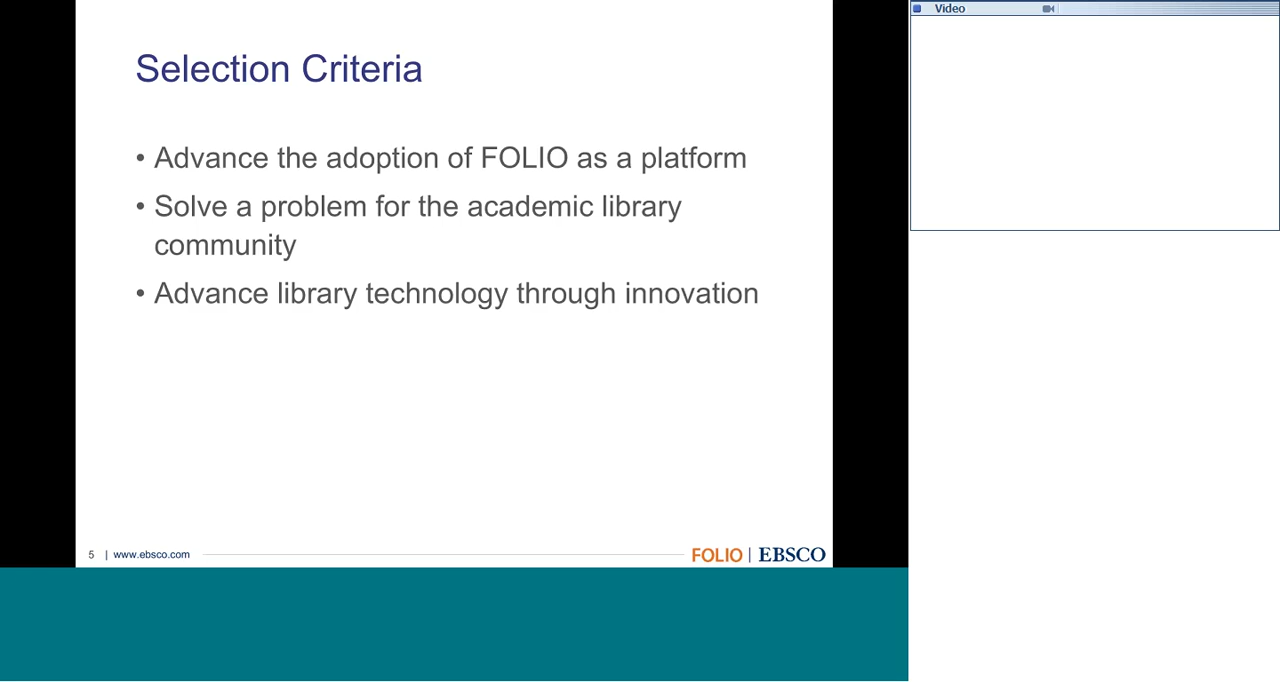 Video
Selection Criteria
• Advance the adoption of FOLIO as a platform
• Solve a problem for the academic library
community
• Advance library technology through innovation
5 | www.ebsco.com
FOLIO | EBSCO